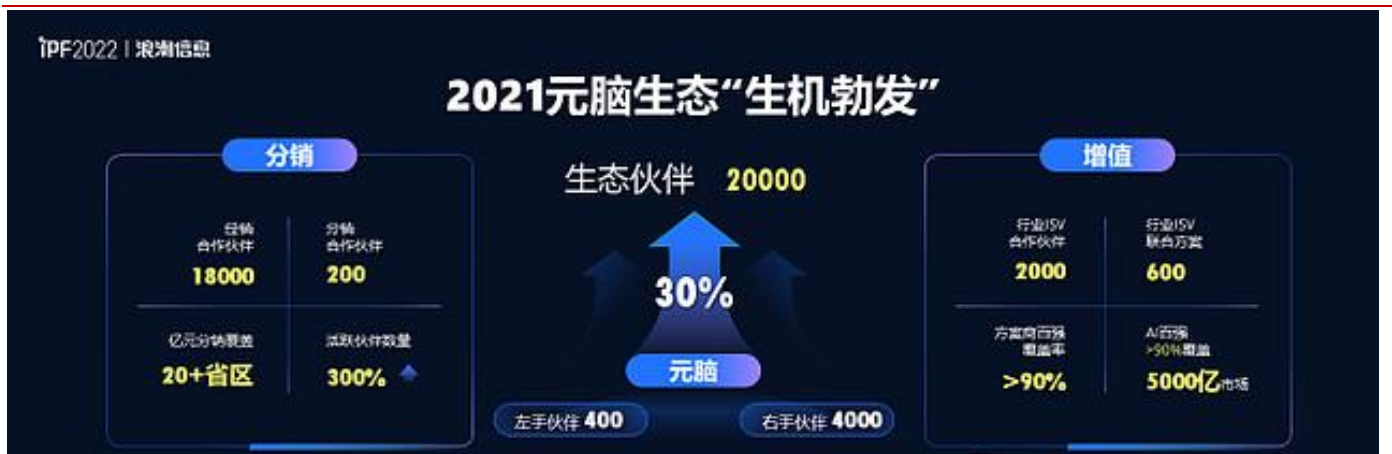 iPF2022 | 浪潮信息
2021元脑生态“生机勃发”
分销
经销
合作伙伴
18000
分销
合作伙伴
200
亿元分销覆盖
20+省区
活跃伙伴数量
300%
生态伙伴 20000
30%
元脑
左手伙伴 400
右手伙伴 4000
增值
行业ISV
合作伙伴
2000
行业ISV
联合方案
600
方案商百强
覆盖率
>90%
AI百强
>90%覆盖
5000亿市场